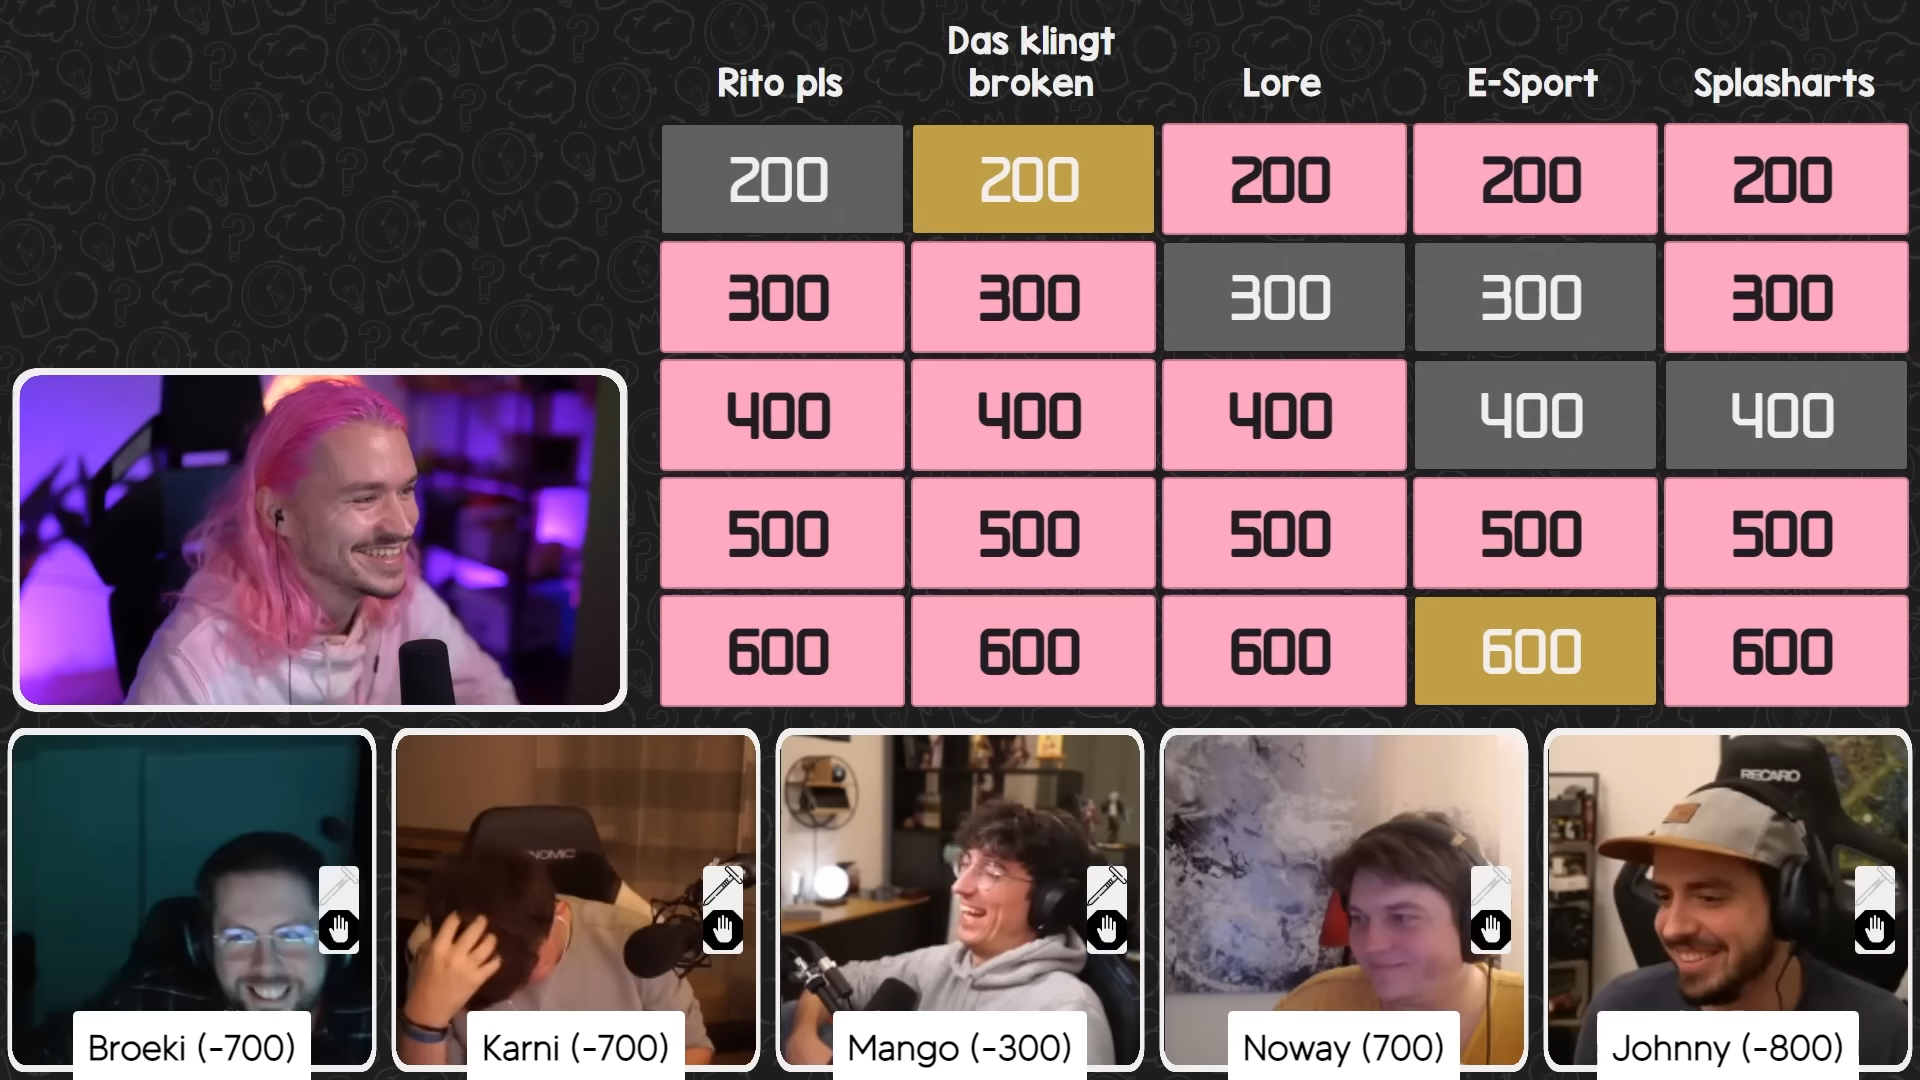 Das klingt
Rito pls broken Lore E-Sport Splasharts
200 200 200 200 200
300 300 300 300 300
400 400 400 400 400
500 500 500 500 500
600 600 600 600 600
RECARO
NOMIC
Broeki (-700) Karni (-700) Mango (-300) Noway (700) Johnny (-800)